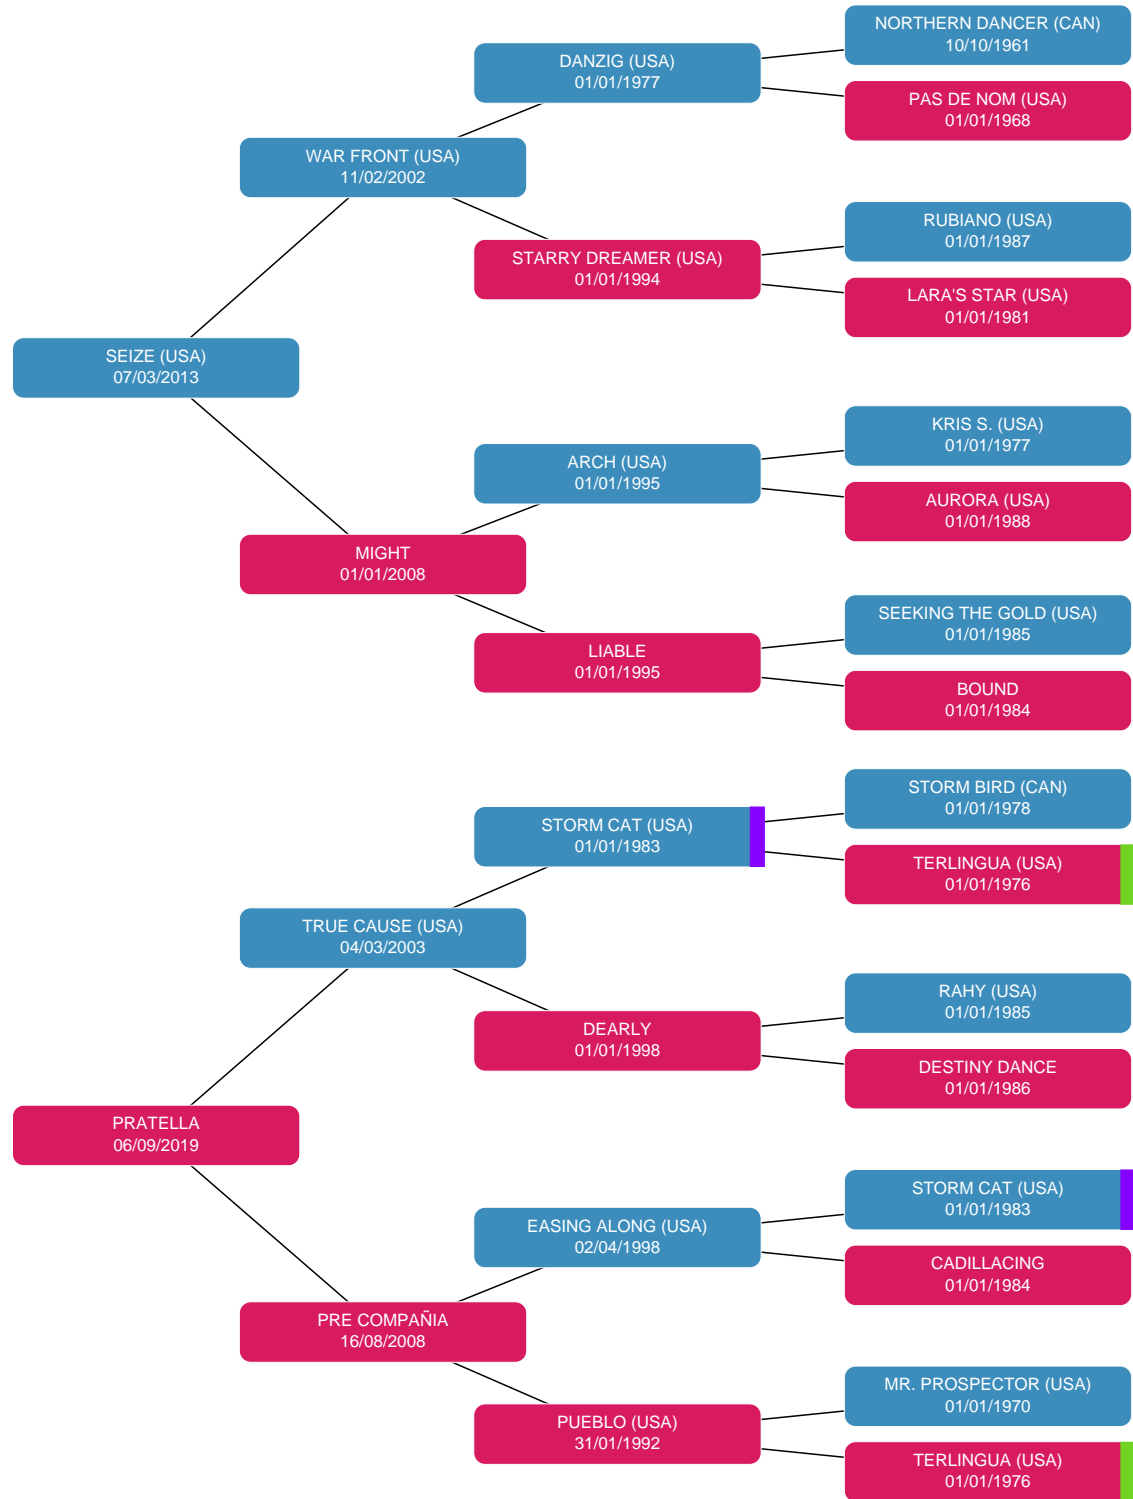 NORTHERN DANCER (CAN)
10/10/1961
DANZIG (USA)
01/01/1977
PAS DE NOM (USA)
01/01/1968
WAR FRONT (USA)
11/02/2002
RUBIANO (USA)
01/01/1987
STARRY DREAMER (USA)
01/01/1994
LARA'S STAR (USA)
01/01/1981
SEIZE (USA)
07/03/2013
KRIS S. (USA)
01/01/1977
ARCH (USA)
01/01/1995
AURORA (USA)
01/01/1988
MIGHT
01/01/2008
SEEKING THE GOLD (USA)
01/01/1985
LIABLE
01/01/1995
BOUND
01/01/1984
STORM BIRD (CAN)
01/01/1978
STORM CAT (USA)
01/01/1983
TERLINGUA (USA)
01/01/1976
TRUE CAUSE (USA)
04/03/2003
RAHY (USA)
01/01/1985
DEARLY
01/01/1998
DESTINY DANCE
01/01/1986
PRATELLA
06/09/2019
STORM CAT (USA)
01/01/1983
EASING ALONG (USA)
02/04/1998
CADILLACING
01/01/1984
PRE COMPAÑIA
16/08/2008
MR. PROSPECTOR (USA)
01/01/1970
PUEBLO (USA)
31/01/1992
TERLINGUA (USA)
01/01/1976